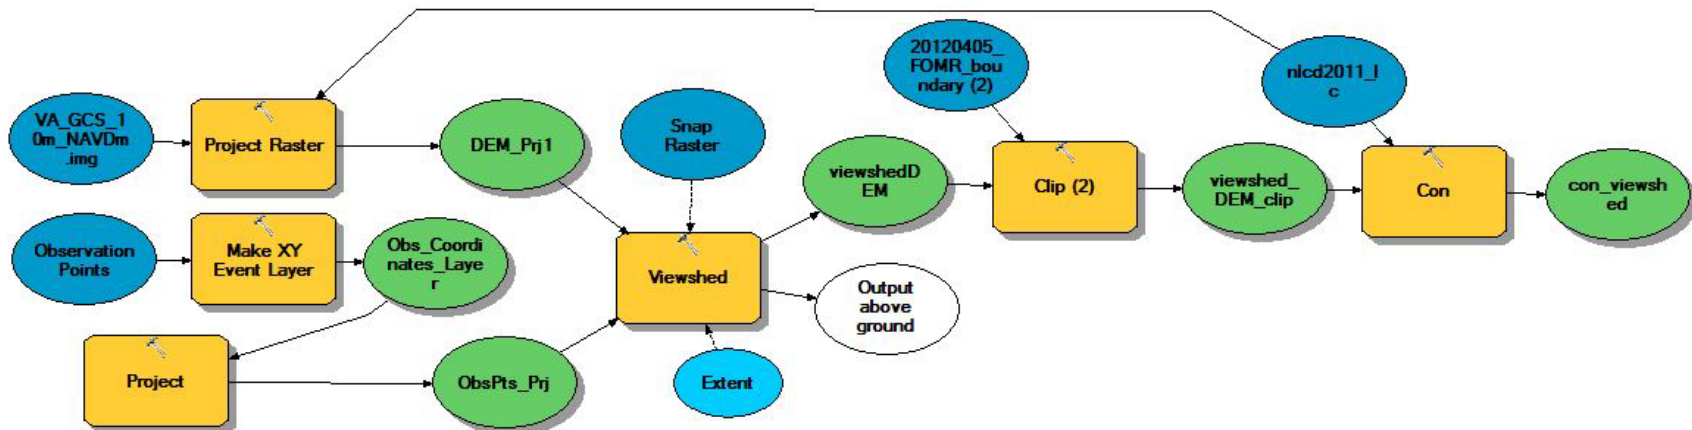 VA_GCS_1
0m_NAVDm
.img
Project Raster
DEM_Prj1
Snap
Raster
20120405_
FOMR_bou
ndary (2)
nlcd2011_l
c
viewshedD
EM
Clip (2)
viewshed_
DEM_clip
Con
con_viewsh
ed
Observation
Points
Make XY
Event Layer
Obs_Coordi
nates_Laye
r
Viewshed
Output
above
ground
Project
ObsPts_Prj
Extent